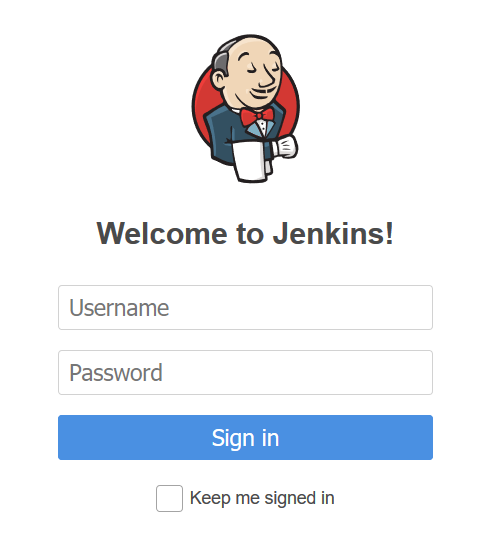 Welcome to Jenkins!
Username
Password
Sign in
Keep me signed in